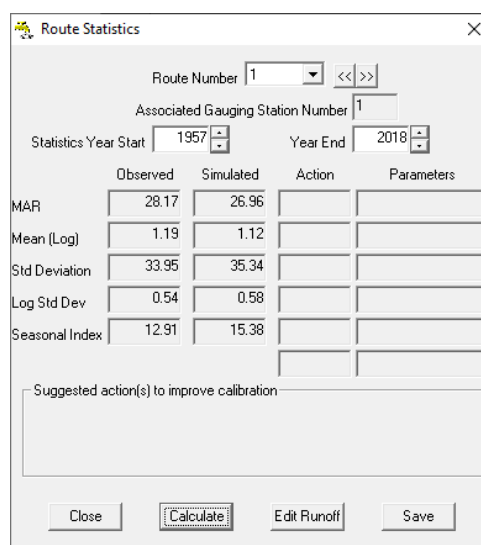 Route Statistics
Route Number 1 << >>
Associated Gauging Station Number 1
Statistics Year Start 1957 Year End 2018
Observed Simulated Action Parameters
MAR 28.17 26.96
Mean (Log) 1.19 1.12
Std Deviation 33.95 35.34
Log Std Dev 0.54 0.58
Seasonal Index 12.91 15.38
Suggested action(s) to improve calibration
Close Calculate Edit Runoff Save